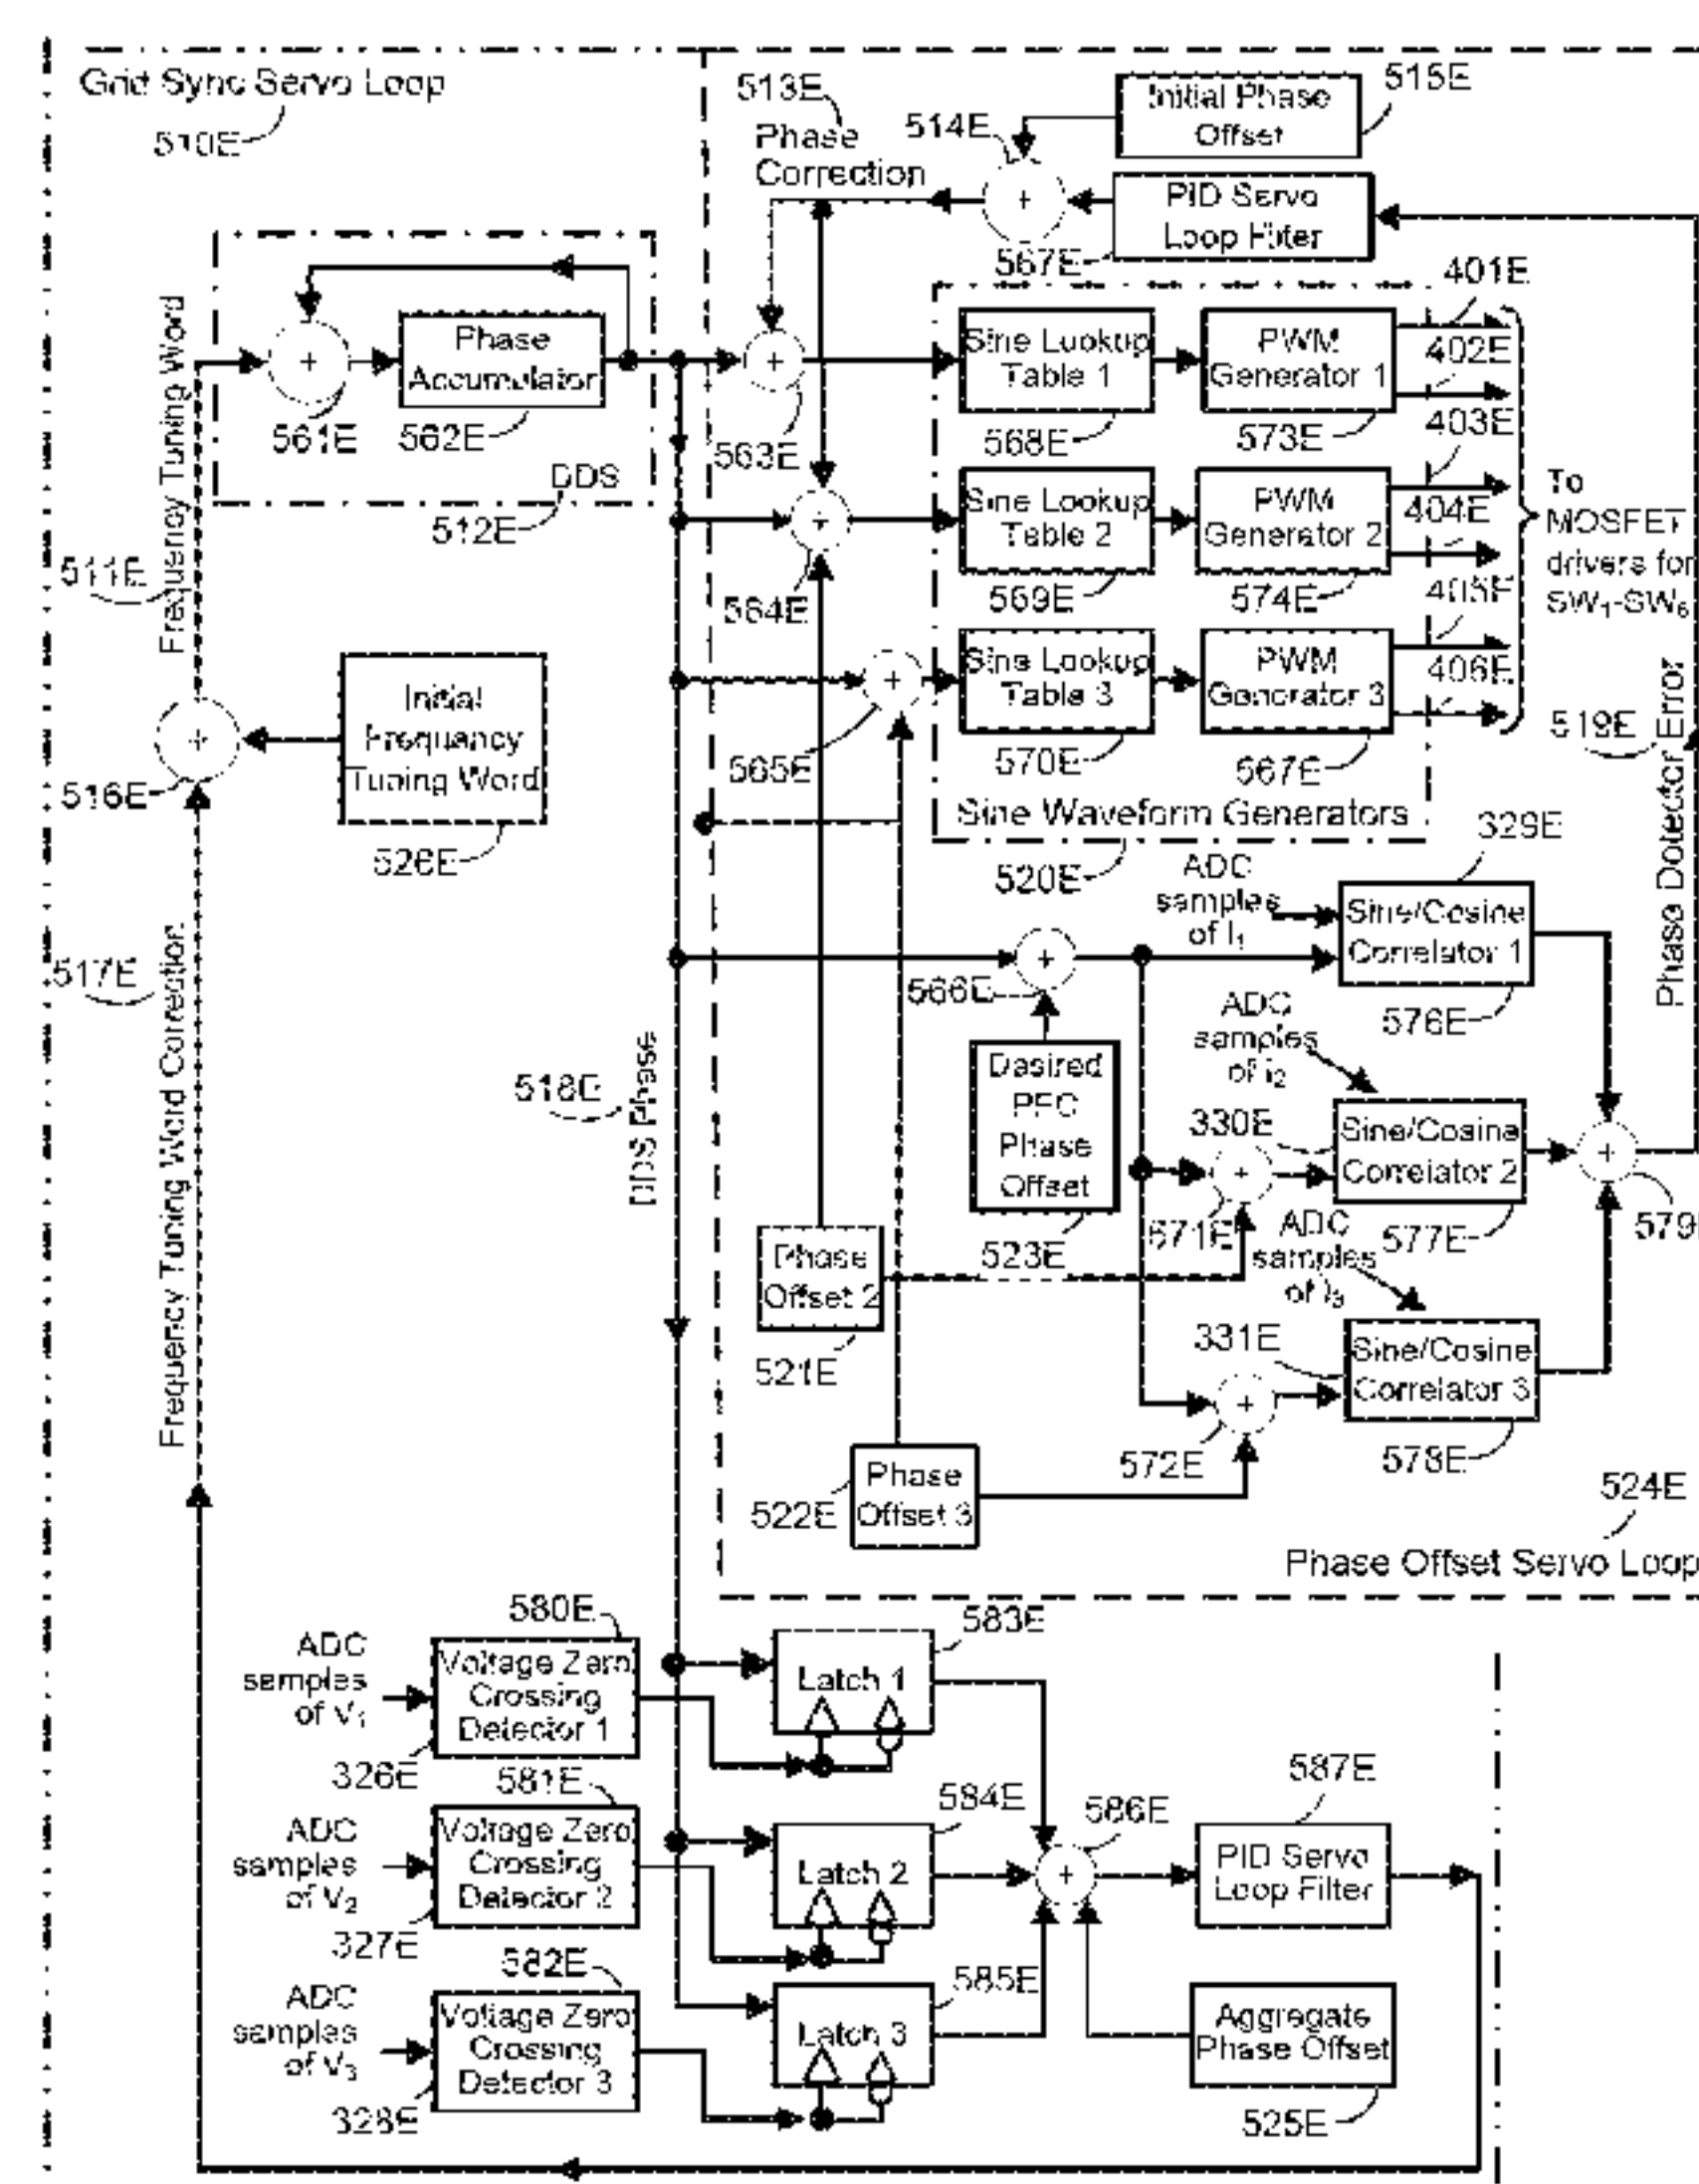 Grid Sync Servo Loop
510E
513E
Phase
Correction
514E
Initial Phase
Offset
515E
PID Servo
Loop Filter
567E
Frequency Tuning Word
511E
561E
Phase
Accumulator
562E
DDS
512E
563E
564E
565E
Sine Lookup
Table 1
568E
PWM
Generator 1
573E
401E
402E
403E
Sine Lookup
Table 2
569E
PWM
Generator 2
574E
404E
405E
Sine Lookup
Table 3
570E
PWM
Generator 3
567E
406E
To
MOSFET
drivers for
SW1-SW6
Sine Waveform Generators
520E
516E
Initial
Frequency
Tuning Word
526E
519E
Phase Detector Error
517E
Frequency Tuning Word Correction
518E
DDS Phase
566E
Desired
PFC
Phase
Offset
523E
ADC
samples
of I1
329E
Sine/Cosine
Correlator 1
576E
ADC
samples
of I2
330E
Sine/Cosine
Correlator 2
577E
571E
579
ADC
samples
of I3
331E
Sine/Cosine
Correlator 3
578E
572E
Phase
Offset 2
521E
Phase
Offset 3
522E
524E
Phase Offset Servo Loop
ADC
samples
of V1
580E
Voltage Zero
Crossing
Detector 1
326E
583E
Latch 1
ADC
samples
of V2
581E
Voltage Zero
Crossing
Detector 2
327E
584E
Latch 2
586E
587E
PID Servo
Loop Filter
ADC
samples
of V3
582E
Voltage Zero
Crossing
Detector 3
328E
585E
Latch 3
Aggregate
Phase Offset
525E